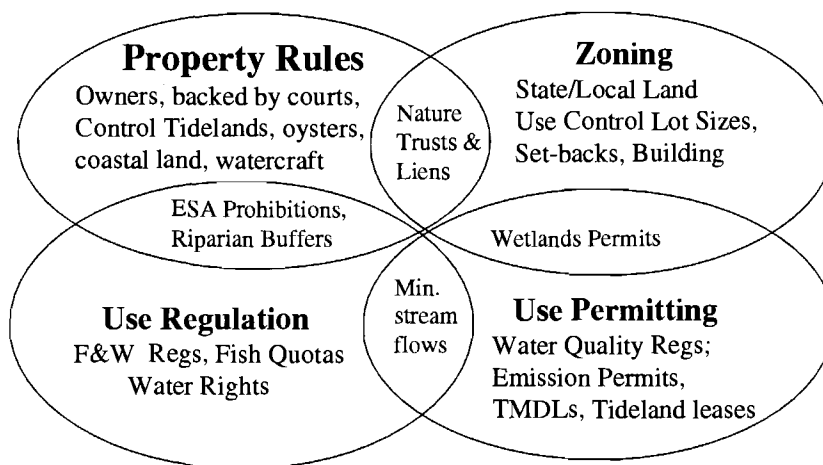 Property Rules
Owners, backed by courts,
Control Tidelands, oysters,
coastal land, watercraft
Nature
Trusts &
Liens
Zoning
State/Local Land
Use Control Lot Sizes,
Set-backs, Building
ESA Prohibitions,
Riparian Buffers
Wetlands Permits
Use Regulation
F&W Regs, Fish Quotas
Water Rights
Min.
stream
flows
Use Permitting
Water Quality Regs;
Emission Permits,
TMDLs, Tideland leases